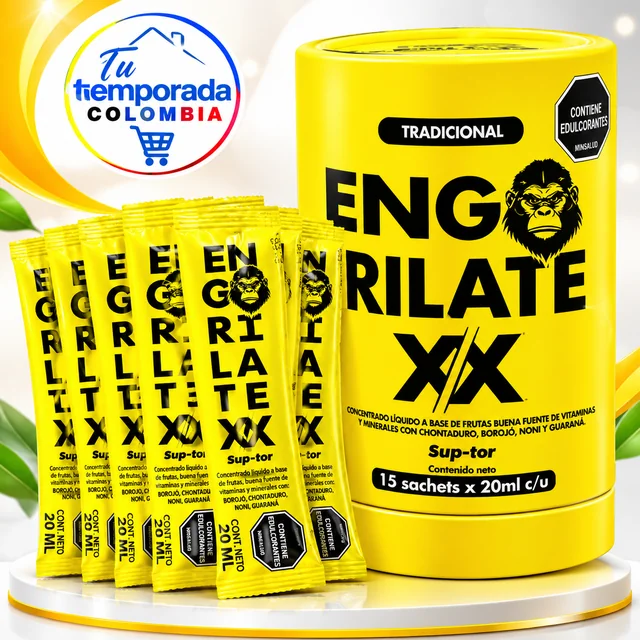 Tu
temporada
COLOMBIA
TRADICIONAL
CONTIENE
EDULCORANTES
MINSALUD
ENGORILATE
XX
CONCENTRADO LÍQUIDO A BASE DE FRUTAS BUENA FUENTE DE VITAMINAS
Y MINERALES CON CHONTADURO, BOROJÓ, NONI Y GUARANÁ.
Sup-tor
Contenido neto
15 sachets x 20ml c/u
EN
GO
RI
LA
TE
XX
Sup-tor
Concentrado líquido a base
de frutas, buena fuente de
vitaminas y minerales con:
BOROJÓ, CHONTADURO,
NONI, GUARANÁ
CONT. NETO
20 ML
CONTIENE
EDULCORANTES
MINSALUD